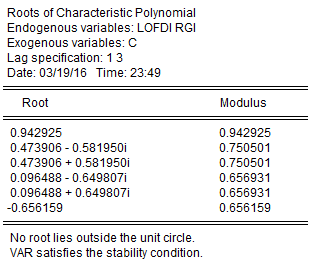 Roots of Characteristic Polynomial
Endogenous variables: LOFDI RGI
Exogenous variables: C
Lag specification: 1 3
Date: 03/19/16 Time: 23:49
Root Modulus
0.942925 0.942925
0.473906 - 0.581950i 0.750501
0.473906 + 0.581950i 0.750501
0.096488 - 0.649807i 0.656931
0.096488 + 0.649807i 0.656931
-0.656159 0.656159
No root lies outside the unit circle.
VAR satisfies the stability condition.